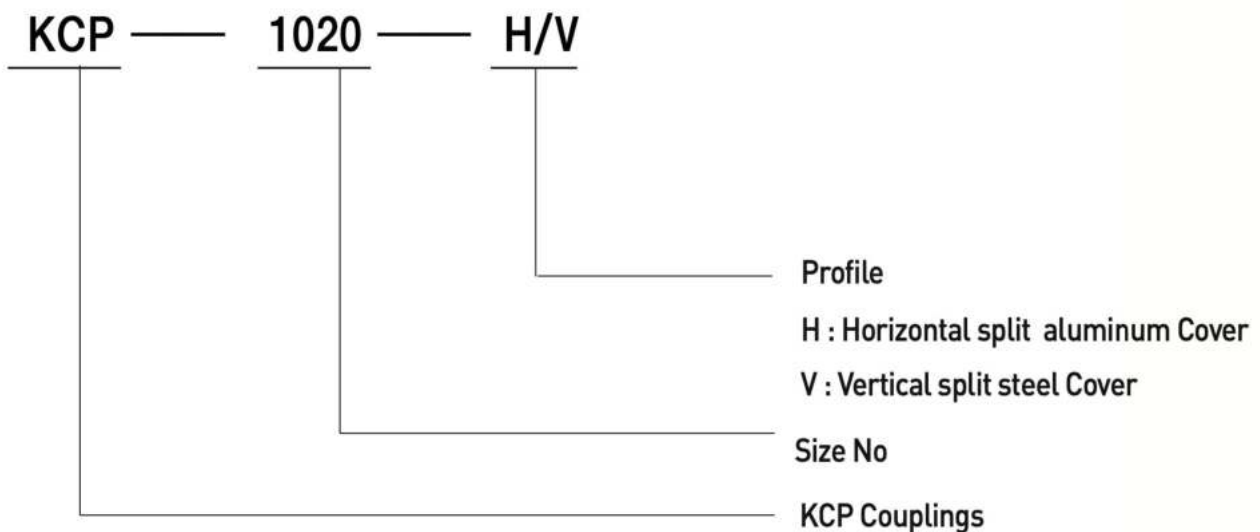 KCP — 1020 — H/V
Profile
H : Horizontal split aluminum Cover
V : Vertical split steel Cover
Size No
KCP Couplings